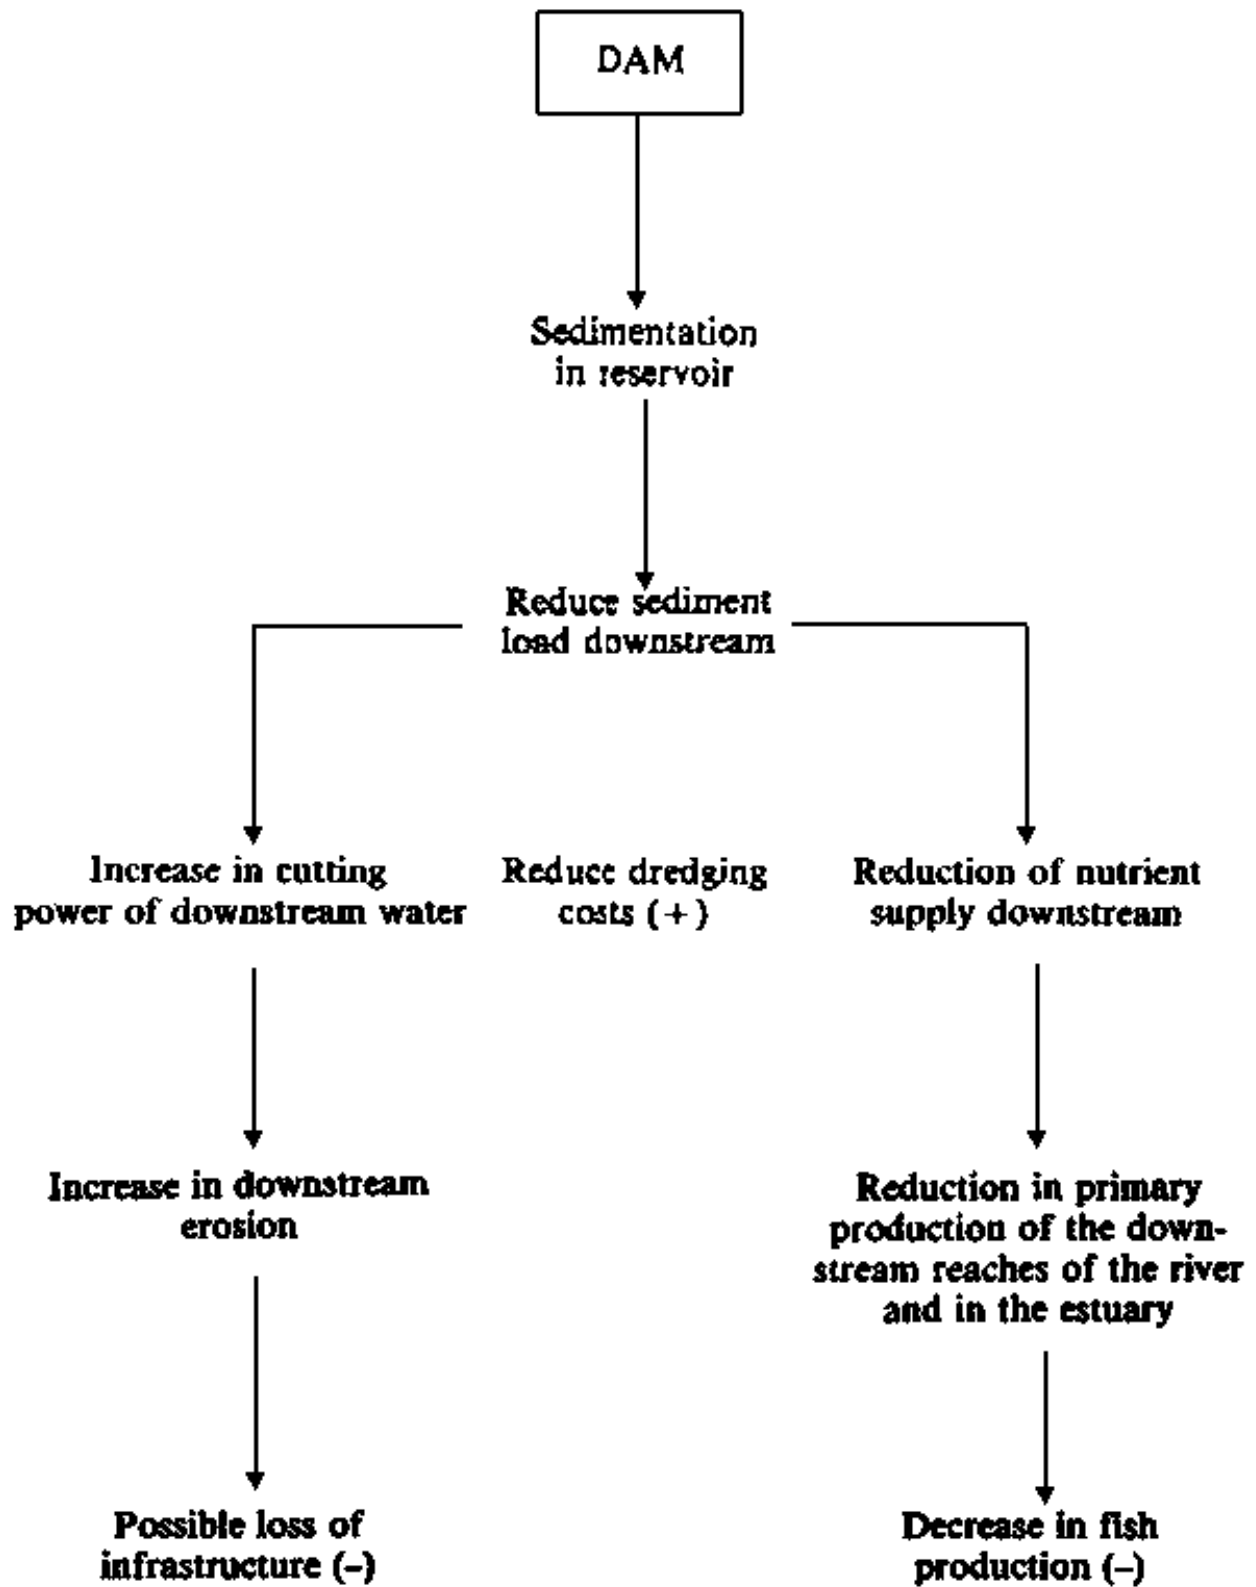 DAM
Sedimentation
in reservoir
Reduce sediment
load downstream
Increase in cutting
power of downstream water
Reduce dredging
costs (+)
Reduction of nutrient
supply downstream
Increase in downstream
erosion
Reduction in primary
production of the down-
stream reaches of the river
and in the estuary
Possible loss of
infrastructure (–)
Decrease in fish
production (–)